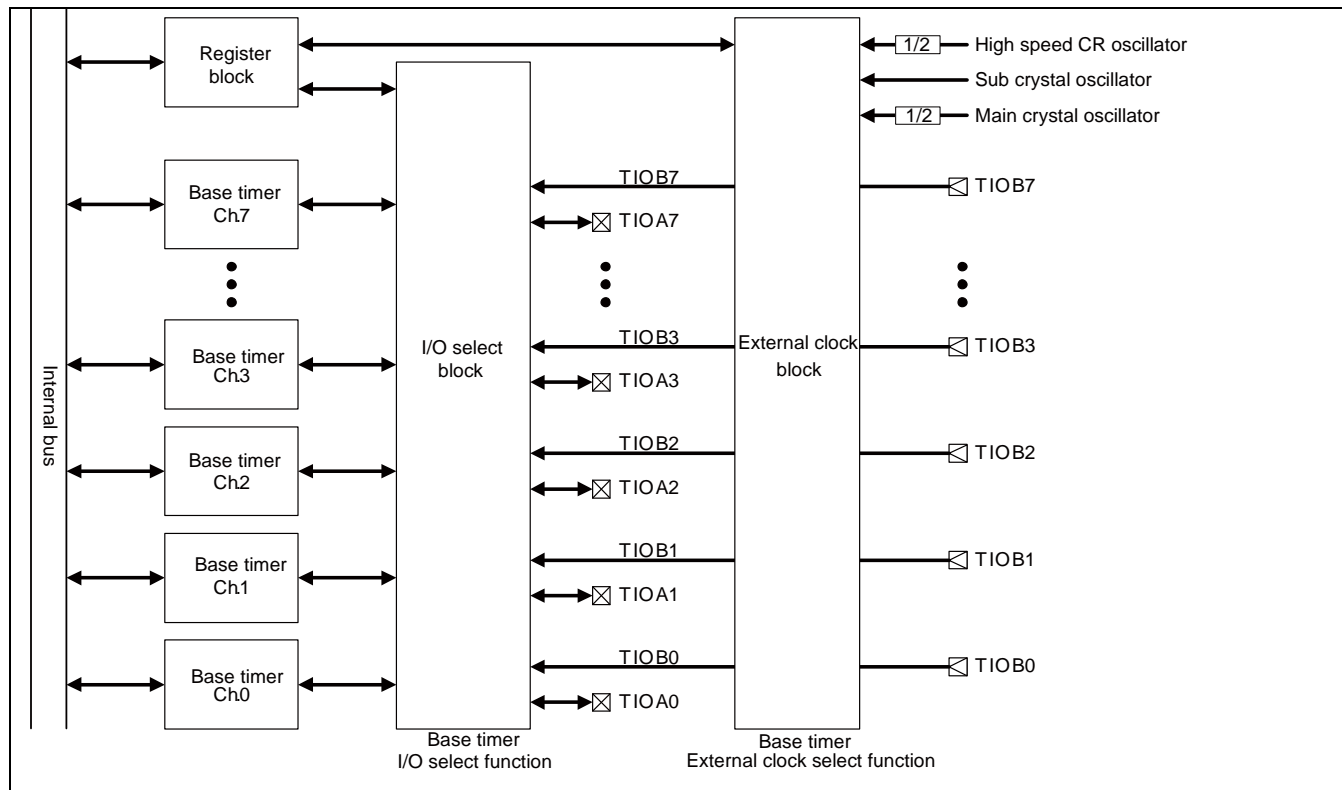 Register
block
1/2
High speed CR oscillator
Sub crystal oscillator
1/2
Main crystal oscillator
Base timer
Ch.7
TIOB7
TIOB7
TIOA7
Internal bus
Base timer
Ch.3
I/O select
block
TIOB3
External clock
block
TIOB3
TIOA3
Base timer
Ch.2
TIOB2
TIOB2
TIOA2
Base timer
Ch.1
TIOB1
TIOB1
TIOA1
Base timer
Ch.0
TIOB0
TIOB0
TIOA0
Base timer
I/O select function
Base timer
External clock select function